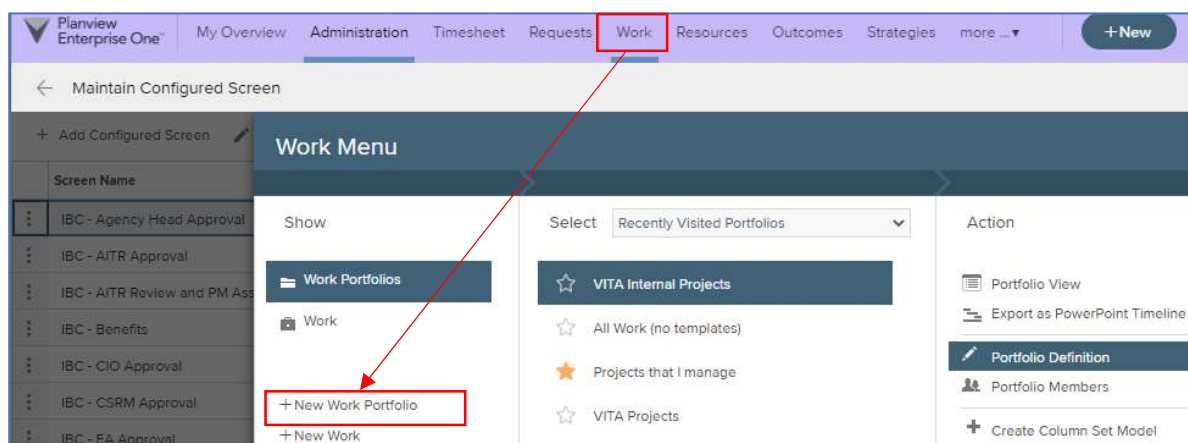 Planview
Enterprise One™
My Overview Administration Timesheet Requests Work Resources Outcomes Strategies more ...▾ +New
← Maintain Configured Screen
+ Add Configured Screen
Work Menu
Screen Name
IBC - Agency Head Approval
IBC - AITR Approval
IBC - AITR Review and PM Ass
IBC - Benefits
IBC - CIO Approval
IBC - CSRM Approval
IBC - EA Approval
Show
Work Portfolios
Work
+New Work Portfolio
+New Work
Select Recently Visited Portfolios
VITA Internal Projects
All Work (no templates)
Projects that I manage
VITA Projects
Action
Portfolio View
Export as PowerPoint Timeline
Portfolio Definition
Portfolio Members
+ Create Column Set Model